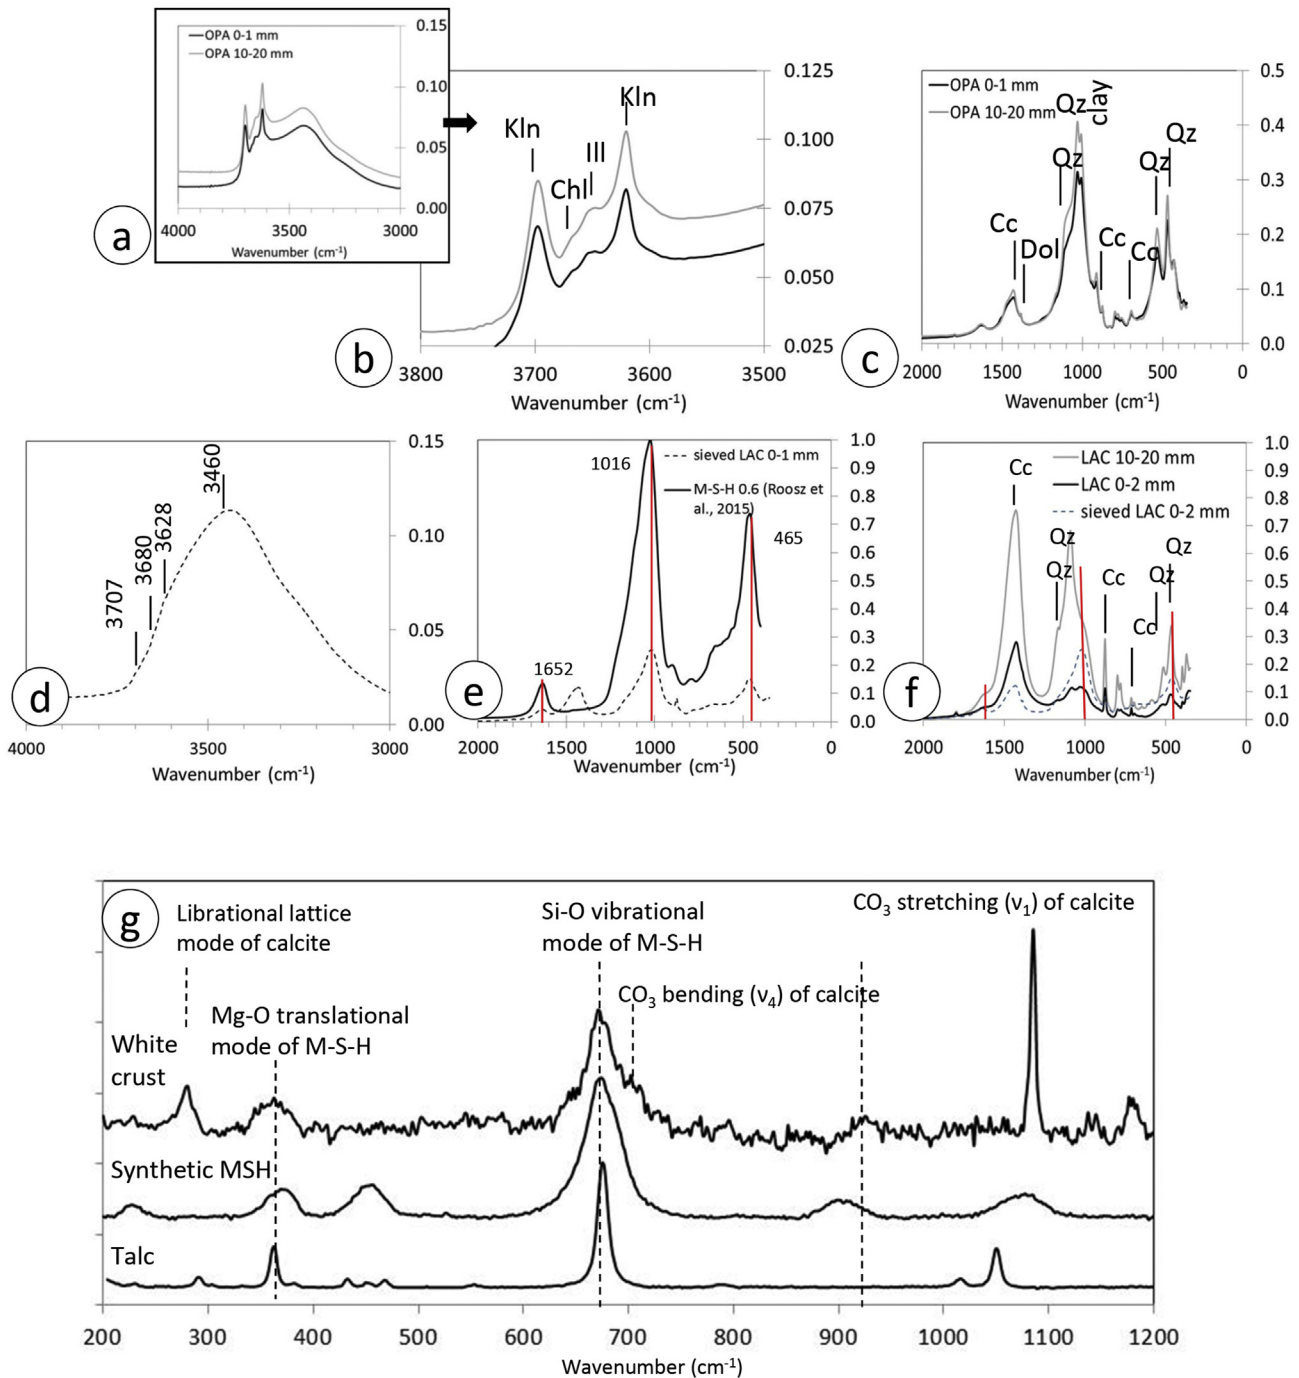 OPA 0-1 mm
OPA 10-20 mm
0.15
0.10
0.05
0.00
4000 3500 3000
Wavenumber (cm-1)
a
Kln
Chl
Ill
Kln
0.125
0.100
0.075
0.050
0.025
3800 3700 3600 3500
Wavenumber (cm-1)
b
OPA 0-1 mm
OPA 10-20 mm
Qz
clay
Qz
Qz
Qz
Cc
Dol
Cc
Cc
0.5
0.4
0.3
0.2
0.1
0.0
2000 1500 1000 500 0
Wavenumber (cm-1)
c
3707
3680
3628
3460
0.15
0.10
0.05
0.00
4000 3500 3000
Wavenumber (cm-1)
d
1016
sieved LAC 0-1 mm
M-S-H 0.6 (Roosz et
al., 2015)
465
1652
1.0
0.9
0.8
0.7
0.6
0.5
0.4
0.3
0.2
0.1
0.0
2000 1500 1000 500 0
Wavenumber (cm-1)
e
LAC 10-20 mm
LAC 0-2 mm
sieved LAC 0-2 mm
Cc
Qz
Qz
Cc
Qz
Qz
Cc
1.0
0.9
0.8
0.7
0.6
0.5
0.4
0.3
0.2
0.1
0.0
2000 1500 1000 500 0
Wavenumber (cm-1)
f
g
Librational lattice
mode of calcite
Si-O vibrational
mode of M-S-H
CO3 stretching (ν1) of calcite
CO3 bending (ν4) of calcite
Mg-O translational
mode of M-S-H
White
crust
Synthetic MSH
Talc
200 300 400 500 600 700 800 900 1000 1100 1200
Wavenumber (cm-1)